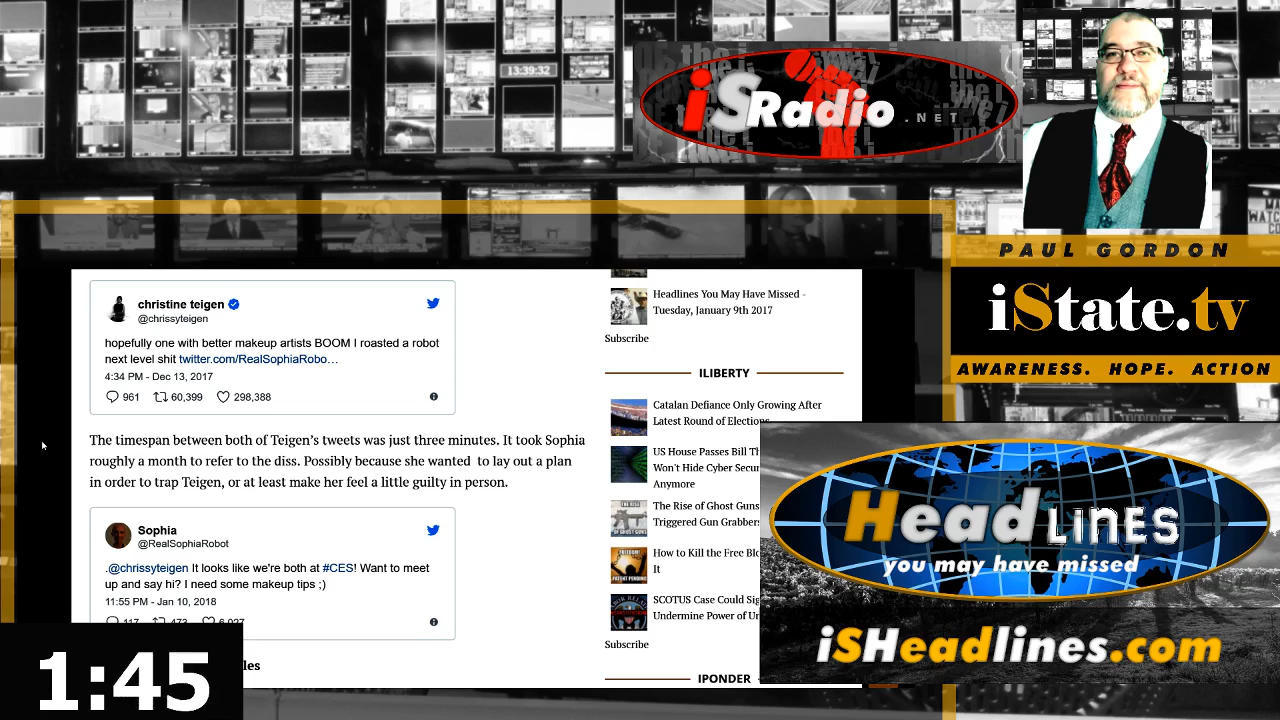 13:39:32
iSRadio
.NET
PAUL GORDON
iState.tv
AWARENESS. HOPE. ACTION
christine teigen
@chrissyteigen
hopefully one with better makeup artists BOOM I roasted a robot
next level shit twitter.com/RealSophiaRobo…
4:34 PM - Dec 13, 2017
961 60,399 298,388
The timespan between both of Teigen's tweets was just three minutes. It took Sophia
roughly a month to refer to the diss. Possibly because she wanted to lay out a plan
in order to trap Teigen, or at least make her feel a little guilty in person.
Sophia
@RealSophiaRobot
.@chrissyteigen It looks like we're both at #CES! Want to meet
up and say hi? I need some makeup tips ;)
11:55 PM - Jan 10, 2018
Headlines You May Have Missed -
Tuesday, January 9th 2017
Subscribe
ILIBERTY
Catalan Defiance Only Growing After
Latest Round of Elections
US House Passes Bill
Won't Hide Cyber
Anymore
The Rise of Ghost Guns
Triggered Gun Grabbers
How to Kill the Free
It
SCOTUS Case Could
Undermine Power of
Subscribe
IPONDER
HeadLINES
you may have missed
iSHeadlines.com
1:45